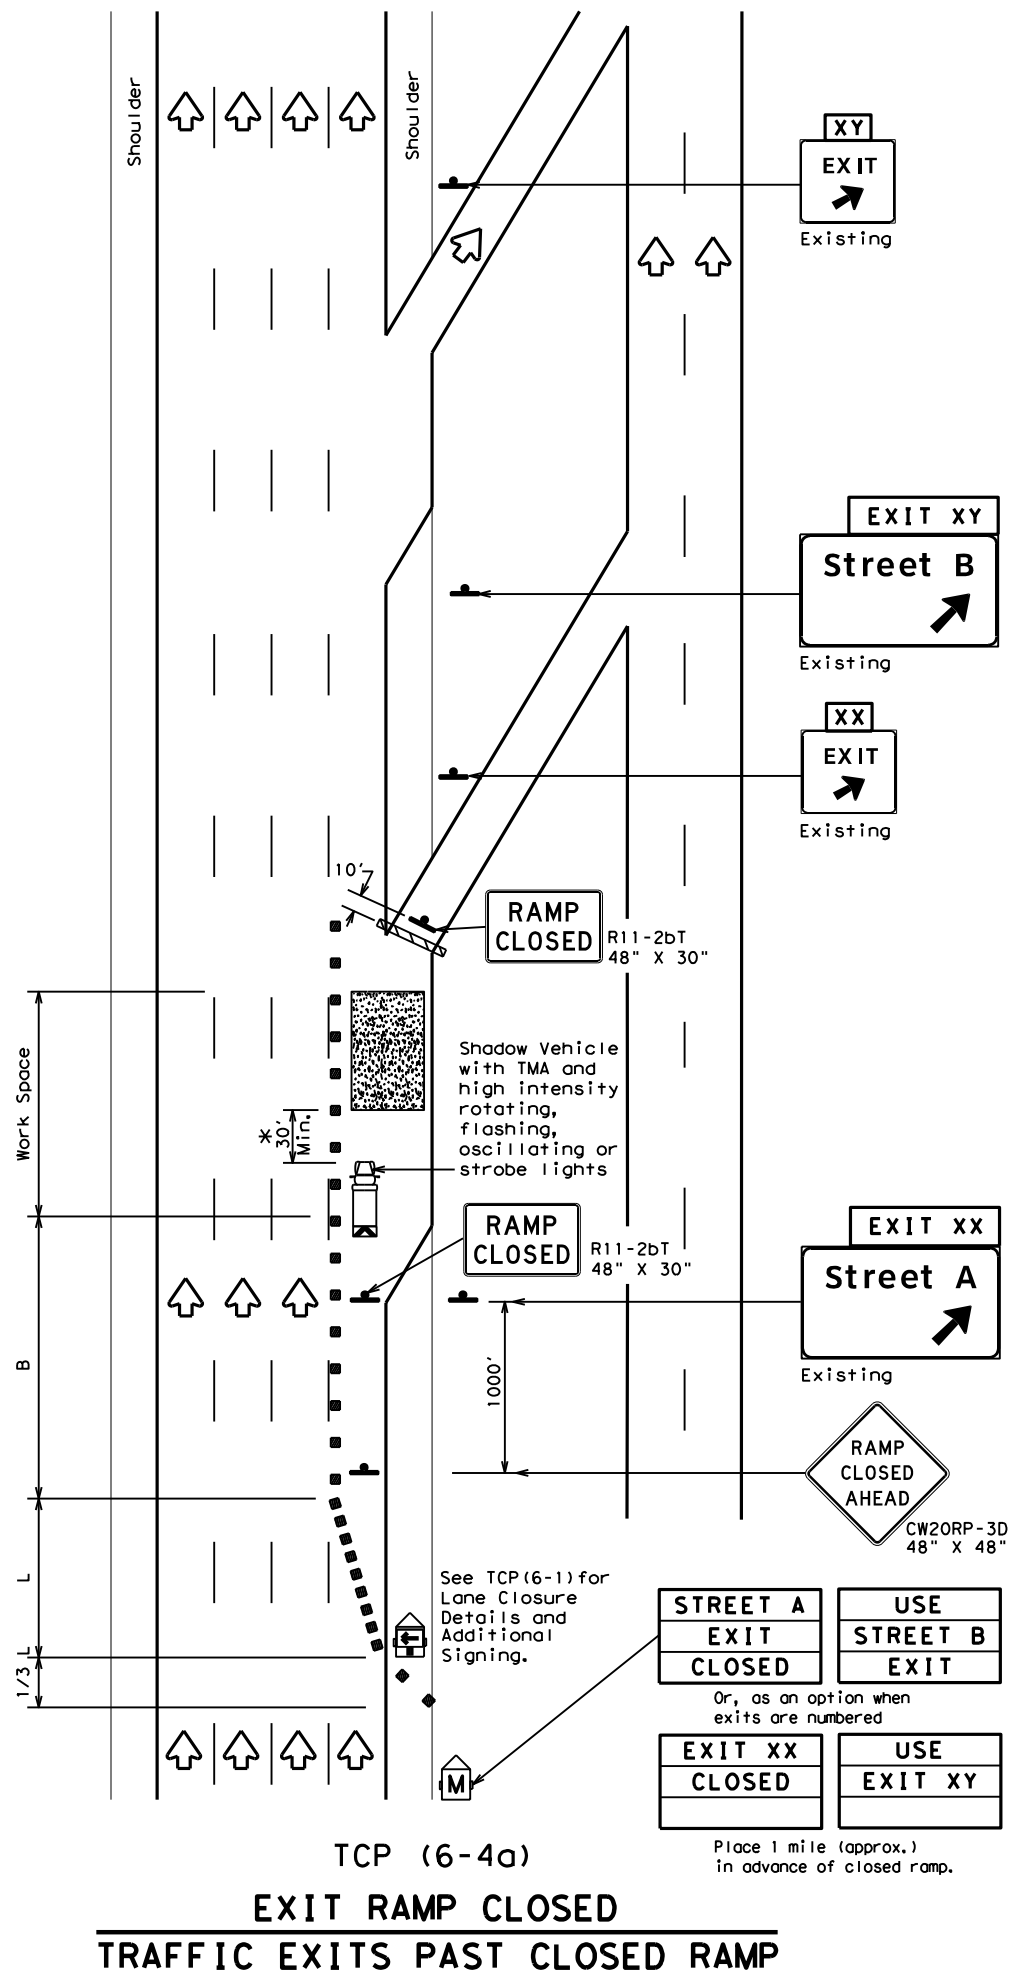 Shoulder
Shoulder
XY
EXIT
Existing
EXIT XY
Street B
Existing
XX
EXIT
Existing
10'
RAMP
CLOSED
R11-2bT
48" X 30"
Work Space
*
30'
Min.
Shadow Vehicle
with TMA and
high intensity
rotating,
flashing,
oscillating or
strobe lights
RAMP
CLOSED
R11-2bT
48" X 30"
EXIT XX
Street A
Existing
B
1000'
RAMP
CLOSED
AHEAD
CW20RP-3D
48" X 48"
L
See TCP(6-1)for
Lane Closure
Details and
Additional
Signing.
1/3 L
STREET A
EXIT
CLOSED
USE
STREET B
EXIT
Or, as an option when
exits are numbered
EXIT XX
CLOSED
USE
EXIT XY
M
Place 1 mile (approx.)
in advance of closed ramp.
TCP (6-4a)
EXIT RAMP CLOSED
TRAFFIC EXITS PAST CLOSED RAMP